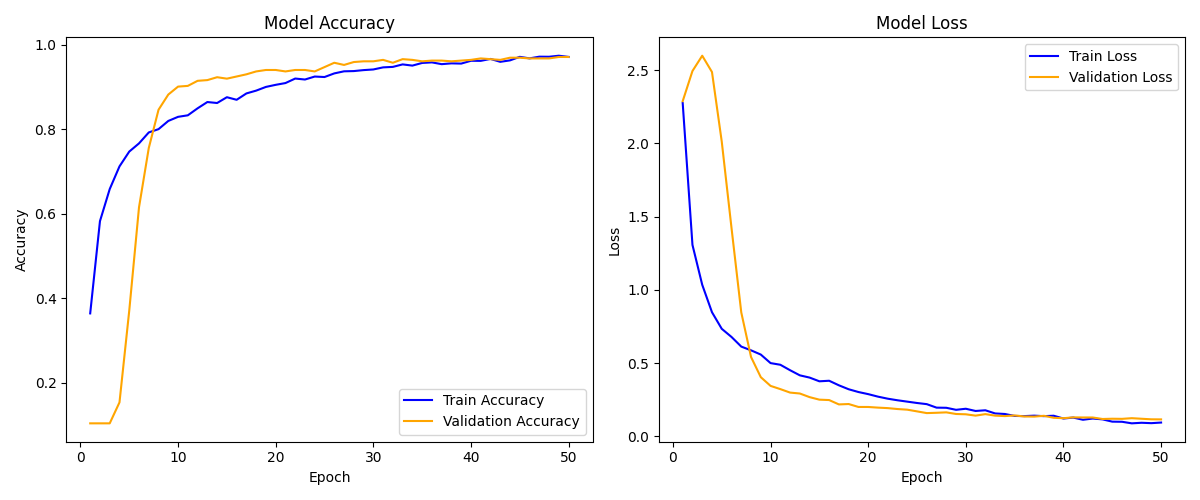 Model Accuracy
1.0
0.8
0.6
0.4
0.2
Accuracy
0
10
20
30
40
50
Epoch
Train Accuracy
Validation Accuracy
Model Loss
2.5
2.0
1.5
1.0
0.5
0.0
Loss
0
10
20
30
40
50
Epoch
Train Loss
Validation Loss